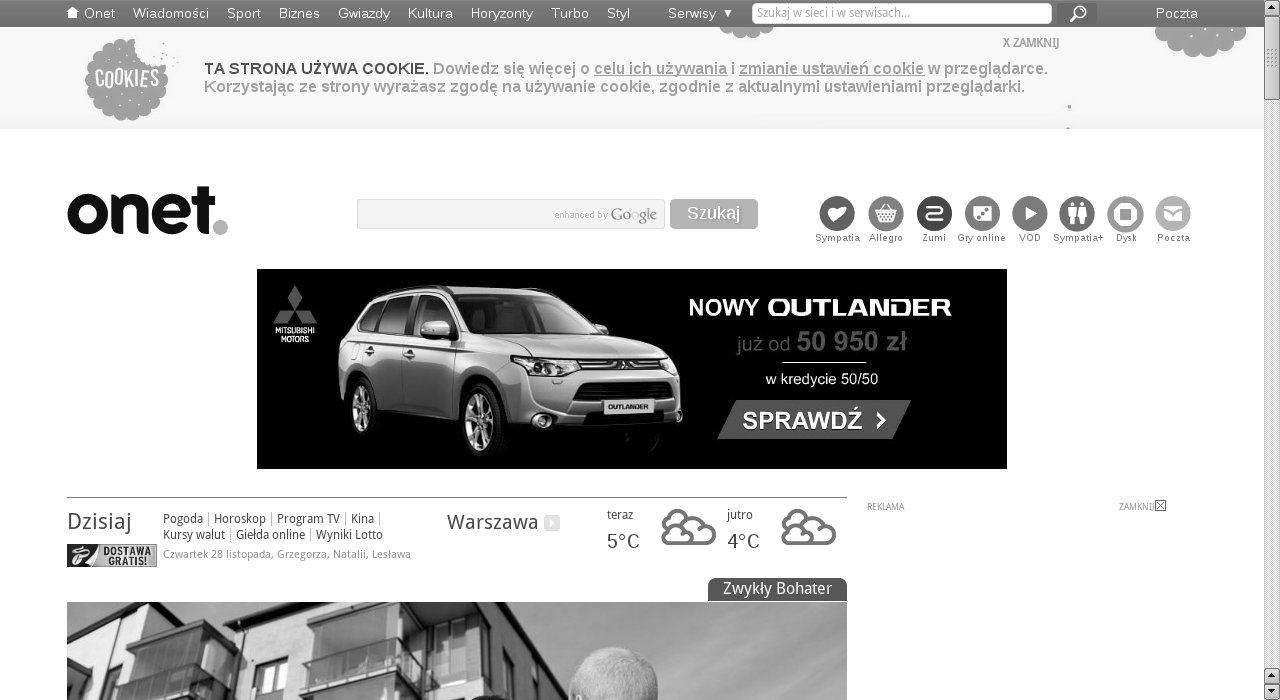 Onet Wiadomości Sport Biznes Gwiazdy Kultura Horyzonty Turbo Styl Serwisy ▼ Szukaj w sieci i w serwisach... Poczta
X ZAMKNIJ
COOKIES
TA STRONA UŻYWA COOKIE. Dowiedz się więcej o celu ich używania i zmianie ustawień cookie w przeglądarce.
Korzystając ze strony wyrażasz zgodę na używanie cookie, zgodnie z aktualnymi ustawieniami przeglądarki.
onet.
enhanced by Google
Szukaj
Sympatia Allegro Zumi Gry online VOD Sympatia+ Dysk Poczta
MITSUBISHI
MOTORS
OUTLANDER
NOWY OUTLANDER
już od 50 950 zł
w kredycie 50/50
SPRAWDŹ
REKLAMA
ZAMKNIJ
Dzisiaj
Pogoda Horoskop Program TV Kina
Kursy walut Giełda online Wyniki Lotto
DOSTAWA
GRATIS!
Czwartek 28 listopada, Grzegorza, Natalii, Lesława
Warszawa
teraz
5°C
jutro
4°C
Zwykły Bohater